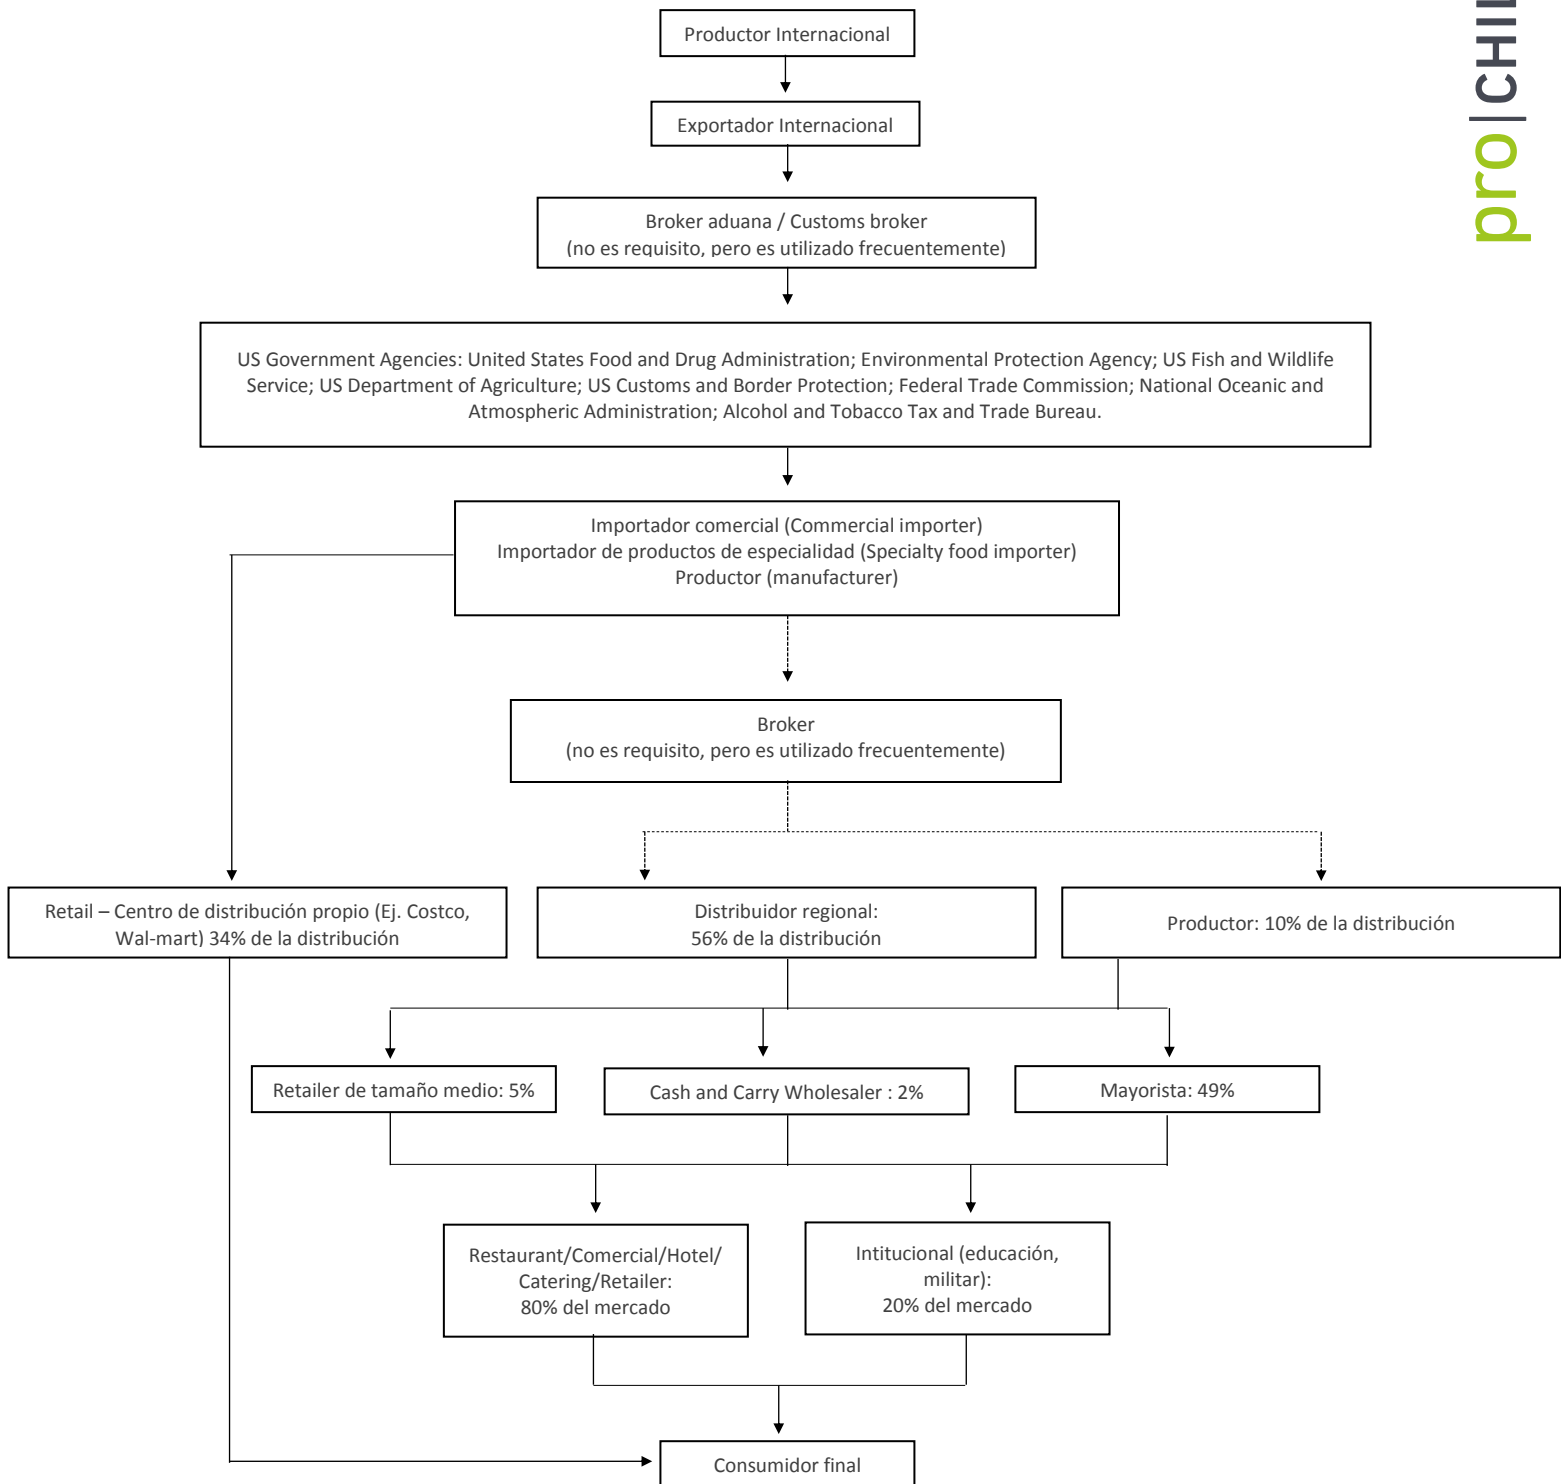 pro|CHIL
Productor Internacional
Exportador Internacional
Broker aduana / Customs broker
(no es requisito, pero es utilizado frecuentemente)
US Government Agencies: United States Food and Drug Administration; Environmental Protection Agency; US Fish and Wildlife
Service; US Department of Agriculture; US Customs and Border Protection; Federal Trade Commission; National Oceanic and
Atmospheric Administration; Alcohol and Tobacco Tax and Trade Bureau.
Importador comercial (Commercial importer)
Importador de productos de especialidad (Specialty food importer)
Productor (manufacturer)
Broker
(no es requisito, pero es utilizado frecuentemente)
Retail – Centro de distribución propio (Ej. Costco,
Wal-mart) 34% de la distribución
Distribuidor regional:
56% de la distribución
Productor: 10% de la distribución
Retailer de tamaño medio: 5%
Cash and Carry Wholesaler : 2%
Mayorista: 49%
Restaurant/Comercial/Hotel/
Catering/Retailer:
80% del mercado
Intitucional (educación,
militar):
20% del mercado
Consumidor final